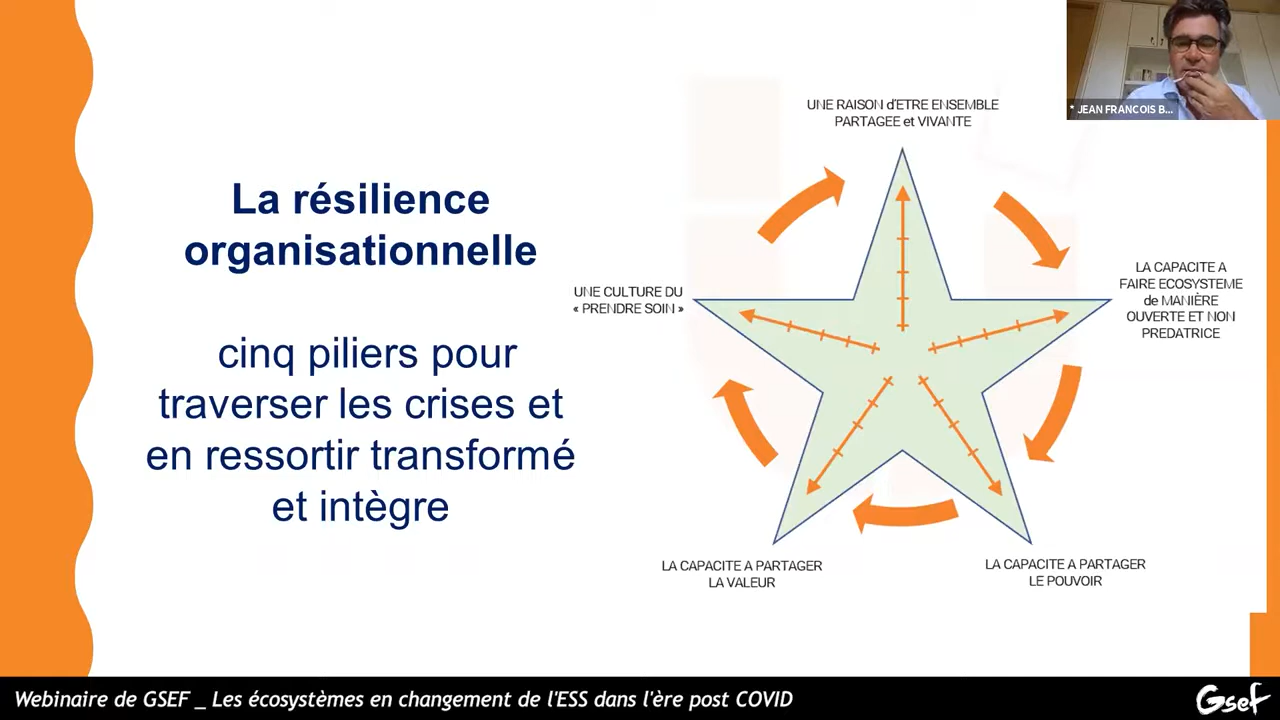 * JEAN FRANCOIS B...
La résilience
organisationnelle
cinq piliers pour
traverser les crises et
en ressortir transformé
et intègre
UNE RAISON d'ETRE ENSEMBLE
PARTAGEE et VIVANTE
LA CAPACITE A
FAIRE ECOSYSTEME
de MANIÈRE
OUVERTE ET NON
PREDATRICE
LA CAPACITE A PARTAGER
LE POUVOIR
LA CAPACITE A PARTAGER
LA VALEUR
UNE CULTURE DU
« PRENDRE SOIN »
Webinaire de GSEF _ Les écosystèmes en changement de l'ESS dans l'ère post COVID
Gsef